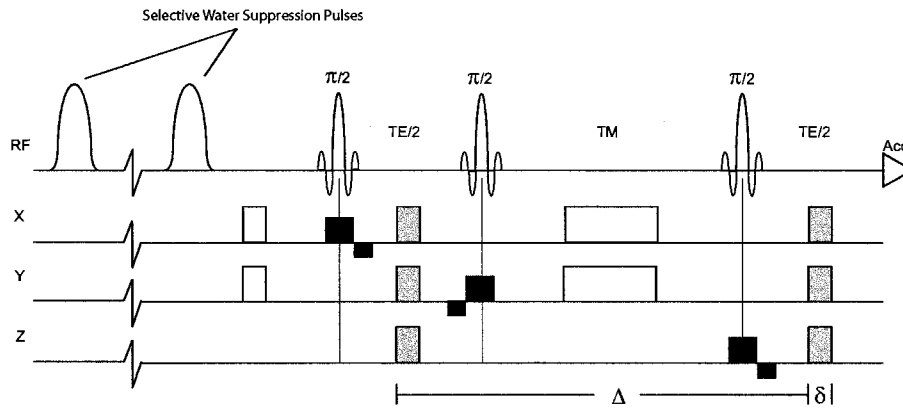 Selective Water Suppression Pulses
π/2 π/2 π/2
RF TE/2 TM TE/2 Acq
X
Y
Z
Δ δ